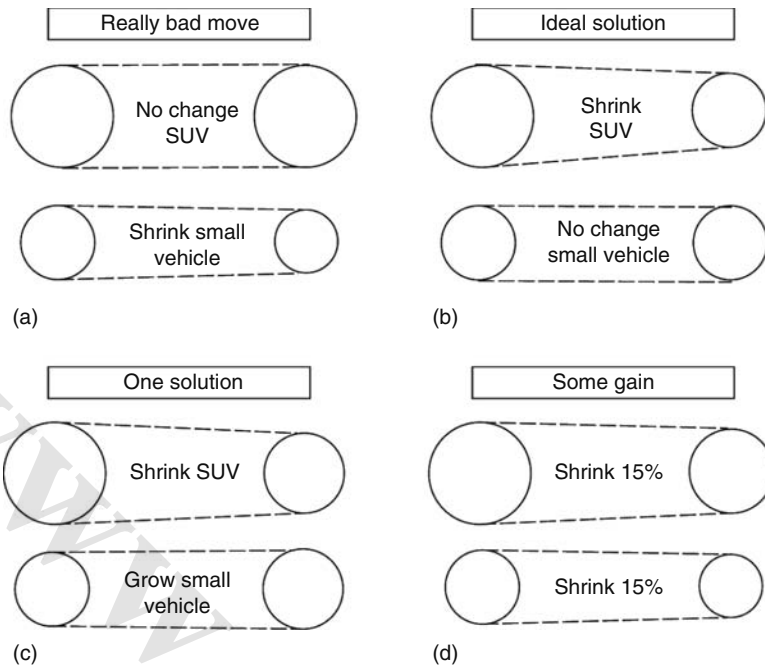 Really bad move
No change
SUV
Shrink small
vehicle
(a)
Ideal solution
Shrink
SUV
No change
small vehicle
(b)
One solution
Shrink SUV
Grow small
vehicle
(c)
Some gain
Shrink 15%
Shrink 15%
(d)